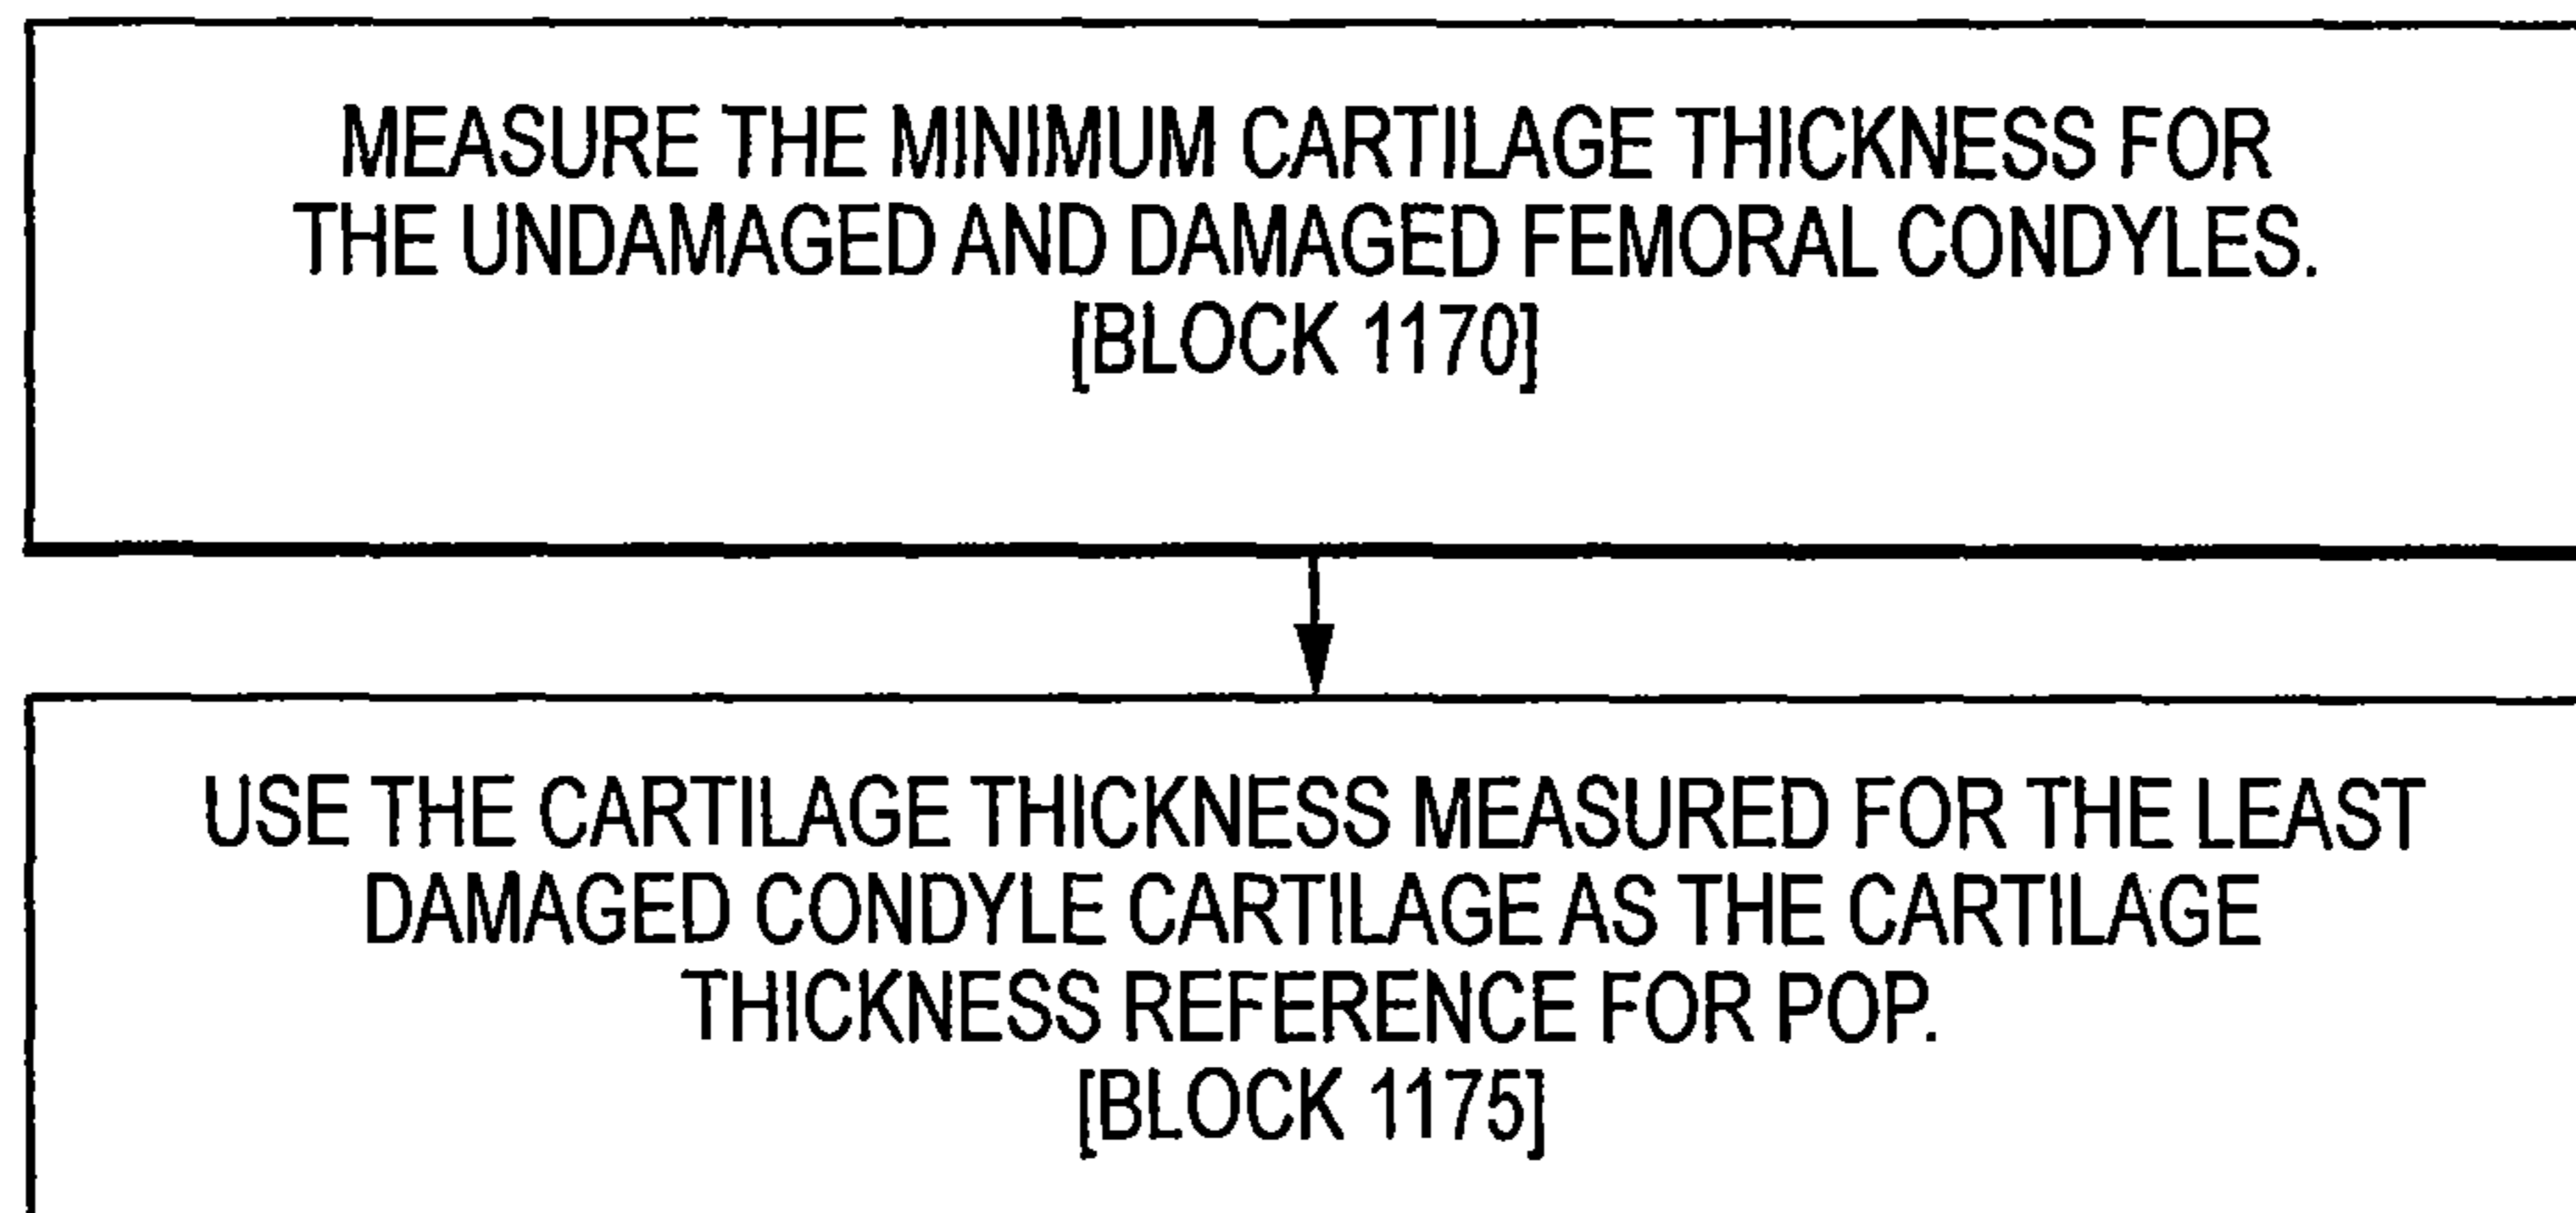 MEASURE THE MINIMUM CARTILAGE THICKNESS FOR
THE UNDAMAGED AND DAMAGED FEMORAL CONDYLES.
[BLOCK 1170]
USE THE CARTILAGE THICKNESS MEASURED FOR THE LEAST
DAMAGED CONDYLE CARTILAGE AS THE CARTILAGE
THICKNESS REFERENCE FOR POP.
[BLOCK 1175]